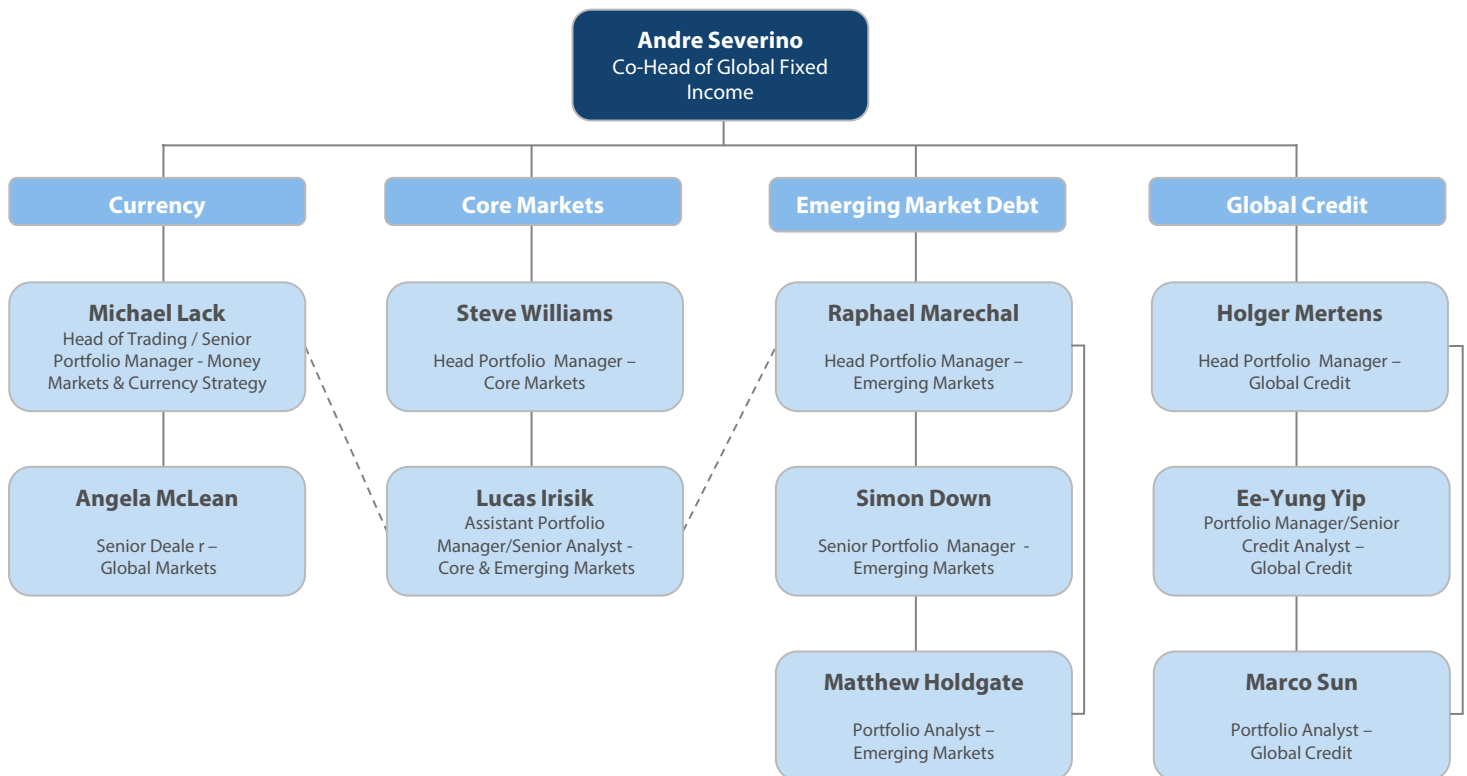 Andre Severino
Co-Head of Global Fixed
Income
Currency
Core Markets
Emerging Market Debt
Global Credit
Michael Lack
Head of Trading / Senior
Portfolio Manager - Money
Markets & Currency Strategy
Steve Williams
Head Portfolio Manager –
Core Markets
Raphael Marechal
Head Portfolio Manager –
Emerging Markets
Holger Mertens
Head Portfolio Manager –
Global Credit
Angela McLean
Senior Deale r –
Global Markets
Lucas Irisik
Assistant Portfolio
Manager/Senior Analyst -
Core & Emerging Markets
Simon Down
Senior Portfolio Manager -
Emerging Markets
Ee-Yung Yip
Portfolio Manager/Senior
Credit Analyst –
Global Credit
Matthew Holdgate
Portfolio Analyst –
Emerging Markets
Marco Sun
Portfolio Analyst –
Global Credit